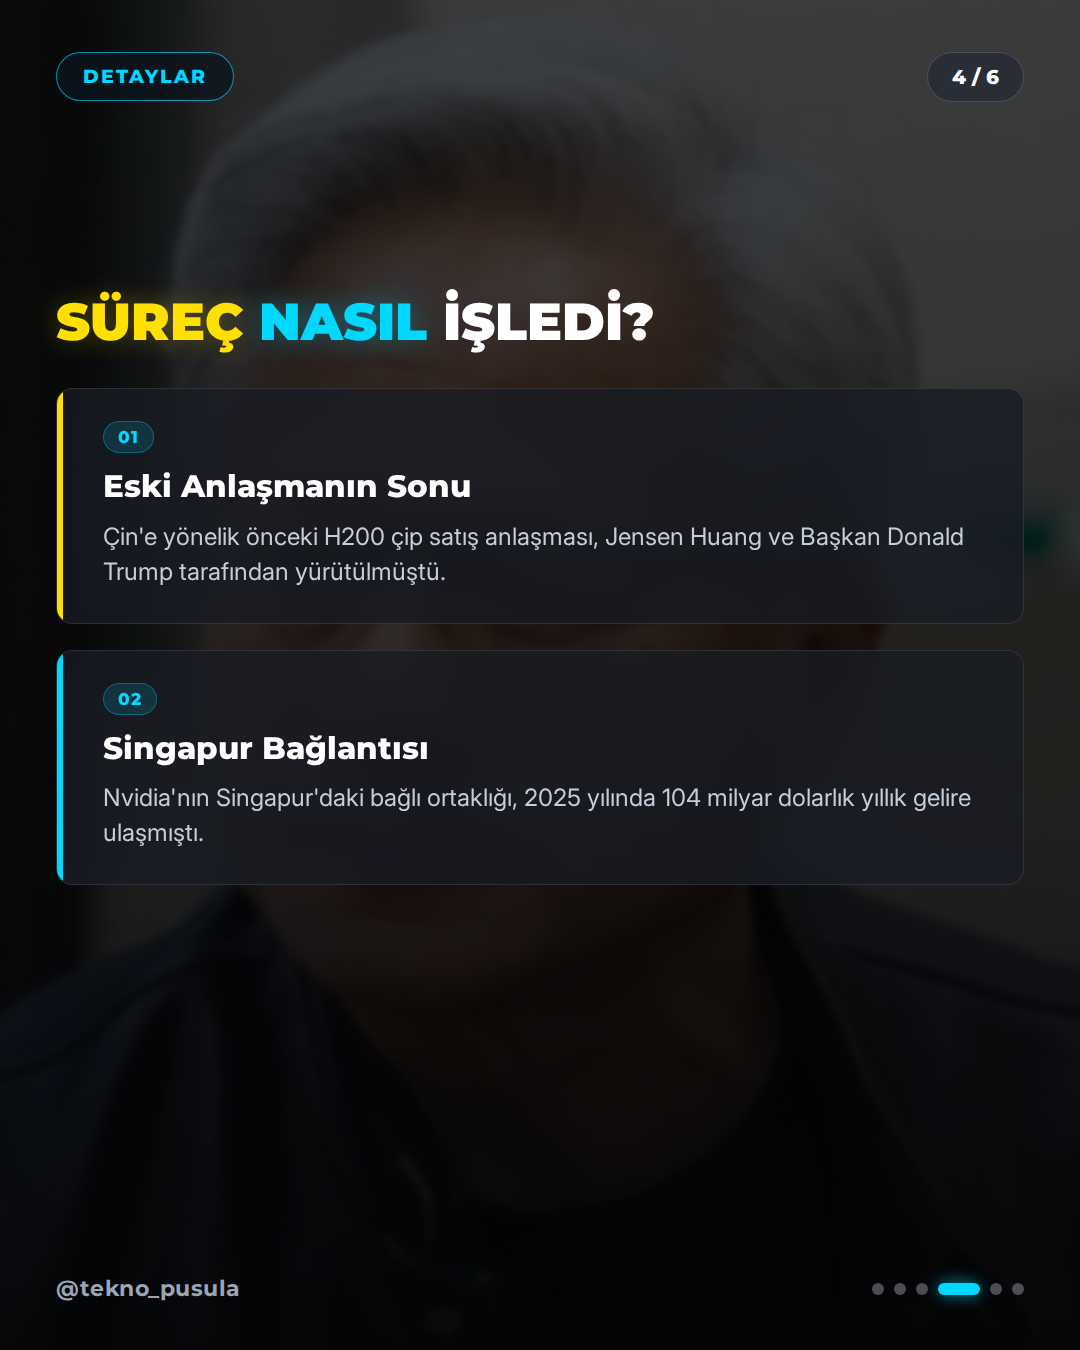 DETAYLAR
4 / 6
SÜREÇ NASIL İŞLEDİ?
01
Eski Anlaşmanın Sonu
Çin'e yönelik önceki H200 çip satış anlaşması, Jensen Huang ve Başkan Donald
Trump tarafından yürütülmüştü.
02
Singapur Bağlantısı
Nvidia'nın Singapur'daki bağlı ortaklığı, 2025 yılında 104 milyar dolarlık yıllık gelire
ulaşmıştı.
@tekno_pusula